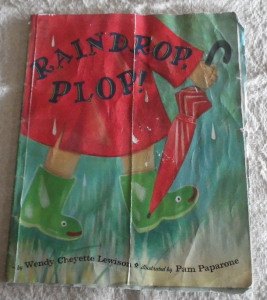 RAINDROP,
PLOP!
by Wendy Cheyette Lewison • illustrated by Pam Paparone